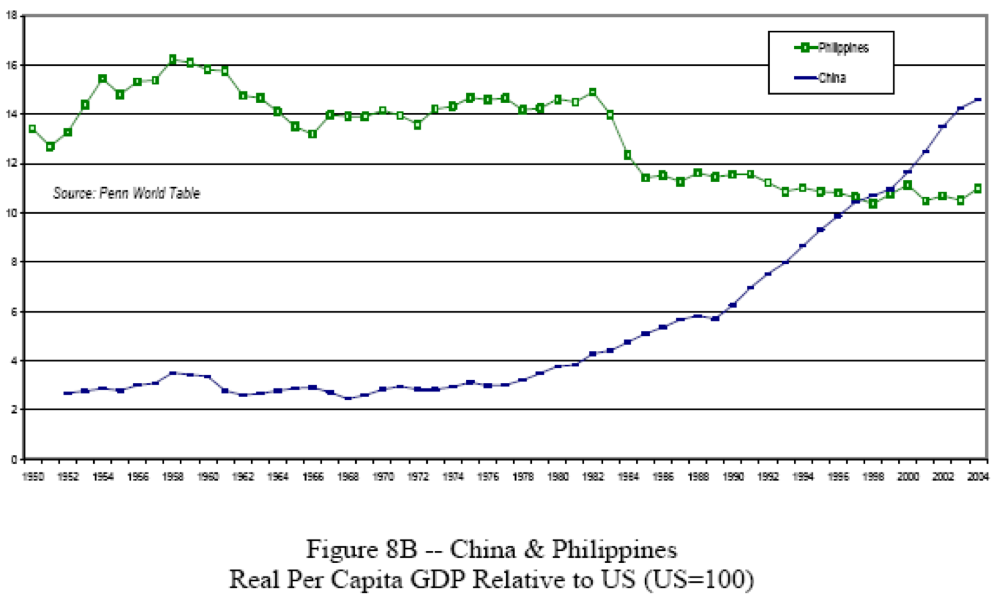 18
Philippines
16
China
14
12
Source: Penn World Table
10
8
6
4
2
0
1950 1952 1954 1956 1958 1960 1962 1964 1966 1968 1970 1972 1974 1976 1978 1980 1982 1984 1986 1988 1990 1992 1994 1996 1998 2000 2002 2004
Figure 8B -- China & Philippines
Real Per Capita GDP Relative to US (US=100)